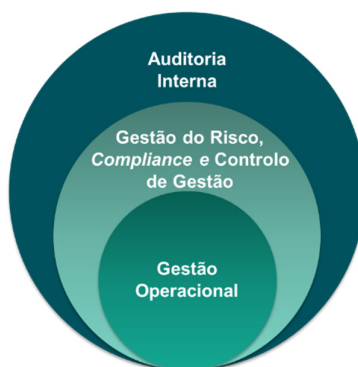 Auditoria
Interna
Gestão do Risco,
Compliance e Controlo
de Gestão
Gestão
Operacional